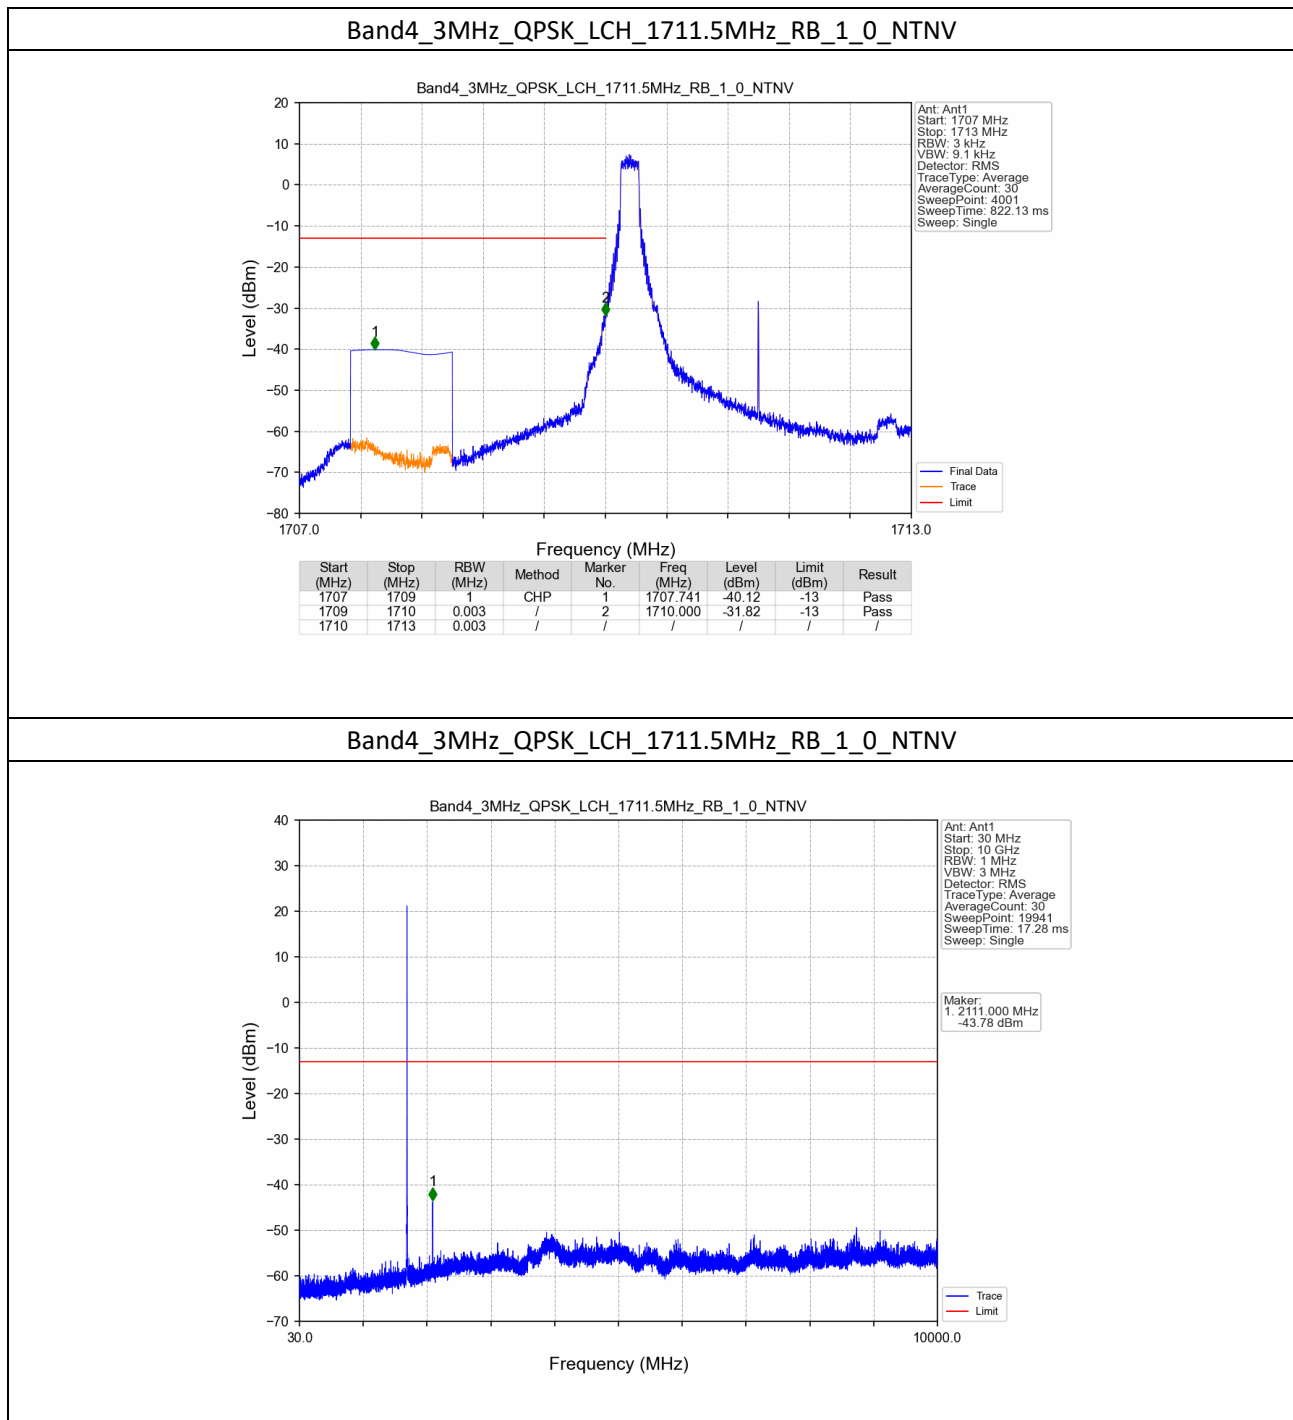 Band4_3MHz_QPSK_LCH_1711.5MHz_RB_1_0_NTNV
Band4_3MHz_QPSK_LCH_1711.5MHz_RB_1_0_NTNV
20
10
0
-10
-20
-30
-40
-50
-60
-70
-80
Level (dBm)
1
2
1707.0
1713.0
Frequency (MHz)
Ant: Ant1
Start: 1707 MHz
Stop: 1713 MHz
RBW: 3 kHz
VBW: 9.1 kHz
Detector: RMS
TraceType: Average
AverageCount: 30
SweepPoint: 4001
SweepTime: 822.13 ms
Sweep: Single
Final Data
Trace
Limit
Start (MHz) Stop (MHz) RBW (MHz) Method Marker No. Freq (MHz) Level (dBm) Limit (dBm) Result
1707 1709 1 CHP 1 1707.741 -40.12 -13 Pass
1709 1710 0.003 / 2 1710.000 -31.82 -13 Pass
1710 1713 0.003 / / / / / /
Band4_3MHz_QPSK_LCH_1711.5MHz_RB_1_0_NTNV
Band4_3MHz_QPSK_LCH_1711.5MHz_RB_1_0_NTNV
40
30
20
10
0
-10
-20
-30
-40
-50
-60
-70
Level (dBm)
1
30.0
10000.0
Frequency (MHz)
Ant: Ant1
Start: 30 MHz
Stop: 10 GHz
RBW: 1 MHz
VBW: 3 MHz
Detector: RMS
TraceType: Average
AverageCount: 30
SweepPoint: 19941
SweepTime: 17.28 ms
Sweep: Single
Maker:
1. 2111.000 MHz
-43.78 dBm
Trace
Limit